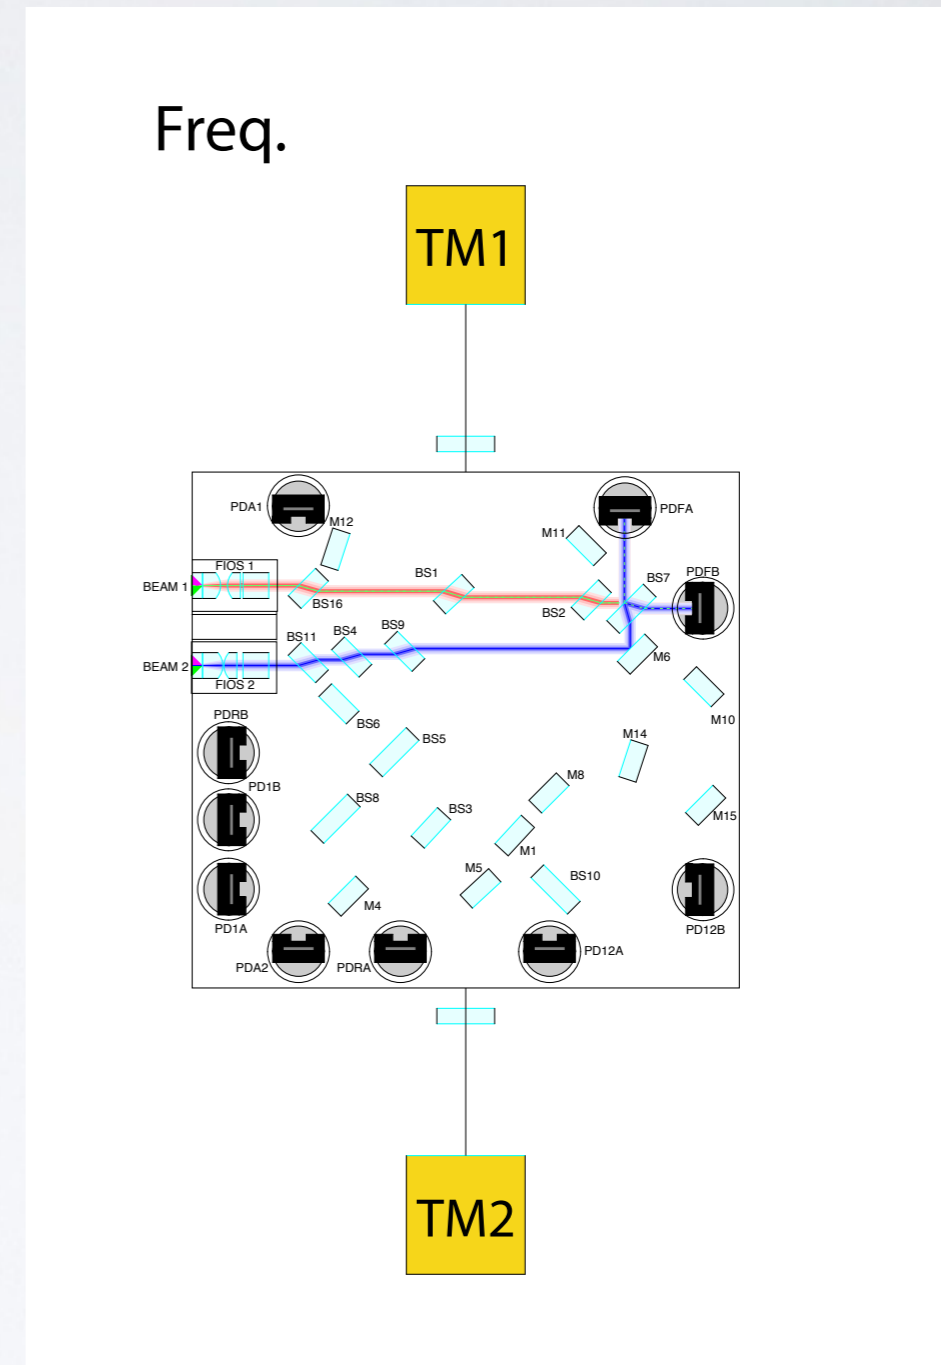 Freq.
TM1
PDA1
M12
M11
PDFA
FIOS 1
BEAM 1
BS16
BS1
BS2
BS7
PDFB
BS11
BS4
BS9
BEAM 2
FIOS 2
M6
BS6
M10
PDRB
BS5
M14
PD1B
BS8
BS3
M8
M15
M1
M5
BS10
M4
PD1A
PD12B
PDA2
PDRA
PD12A
TM2